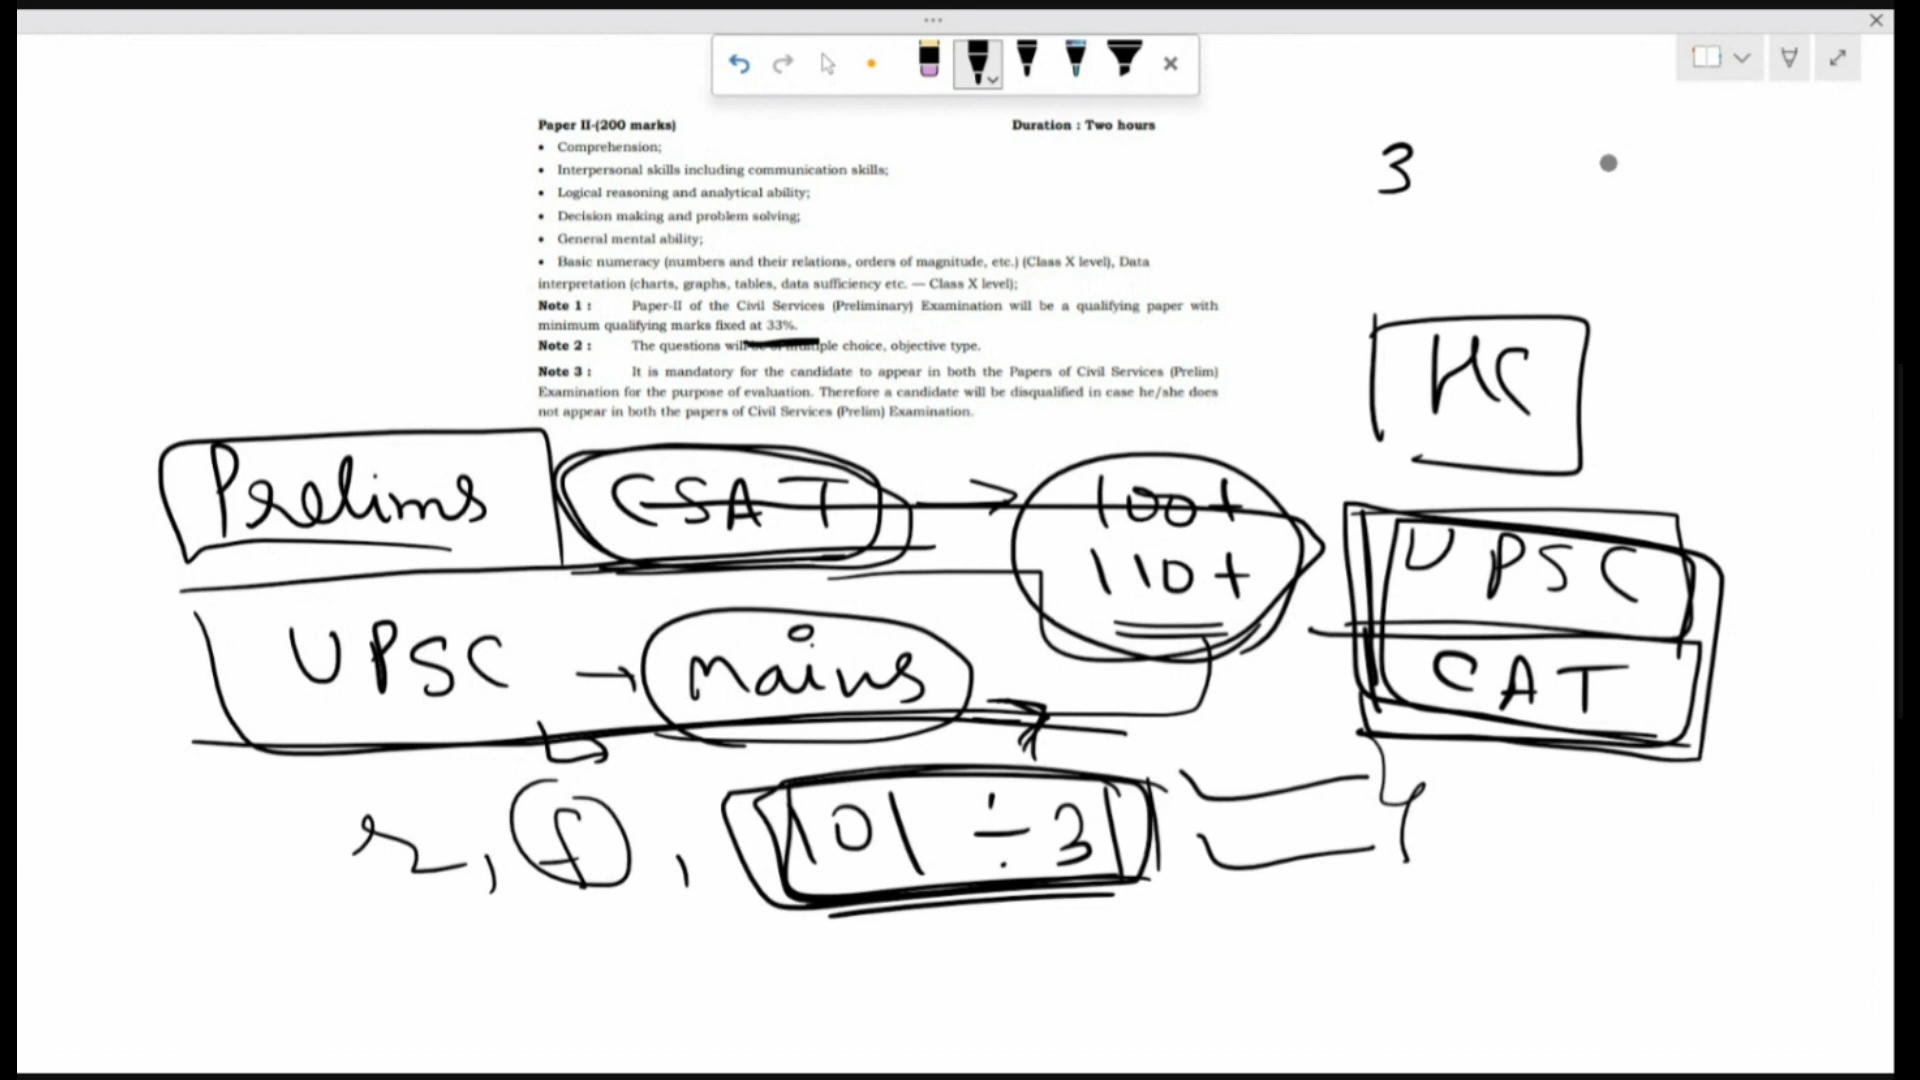 Paper II-(200 marks) Duration : Two hours
• Comprehension;
• Interpersonal skills including communication skills;
• Logical reasoning and analytical ability;
• Decision making and problem solving;
• General mental ability;
• Basic numeracy (numbers and their relations, orders of magnitude, etc.) (Class X level), Data
interpretation (charts, graphs, tables, data sufficiency etc. — Class X level);
Note 1 : Paper-II of the Civil Services (Preliminary) Examination will be a qualifying paper with
minimum qualifying marks fixed at 33%.
Note 2 : The questions will be of multiple choice, objective type.
Note 3 : It is mandatory for the candidate to appear in both the Papers of Civil Services (Prelim)
Examination for the purpose of evaluation. Therefore a candidate will be disqualified in case he/she does
not appear in both the papers of Civil Services (Prelim) Examination.
3
HC
Prelims CSAT → 100+
110+
UPSC
CAT
UPSC → mains
r, f, 101 ÷ 3